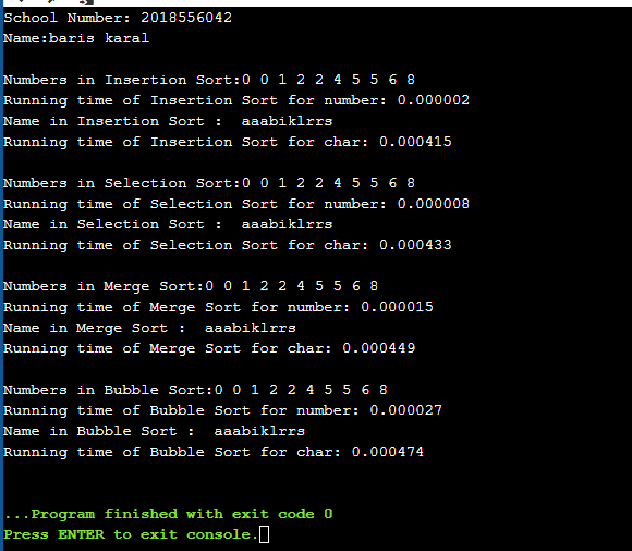 School Number: 2018556042
Name:baris karal
Numbers in Insertion Sort:0 0 1 2 2 4 5 5 6 8
Running time of Insertion Sort for number: 0.000002
Name in Insertion Sort :  aaabiklrrs
Running time of Insertion Sort for char: 0.000415
Numbers in Selection Sort:0 0 1 2 2 4 5 5 6 8
Running time of Selection Sort for number: 0.000008
Name in Selection Sort :  aaabiklrrs
Running time of Selection Sort for char: 0.000433
Numbers in Merge Sort:0 0 1 2 2 4 5 5 6 8
Running time of Merge Sort for number: 0.000015
Name in Merge Sort :  aaabiklrrs
Running time of Merge Sort for char: 0.000449
Numbers in Bubble Sort:0 0 1 2 2 4 5 5 6 8
Running time of Bubble Sort for number: 0.000027
Name in Bubble Sort :  aaabiklrrs
Running time of Bubble Sort for char: 0.000474
...Program finished with exit code 0
Press ENTER to exit console.